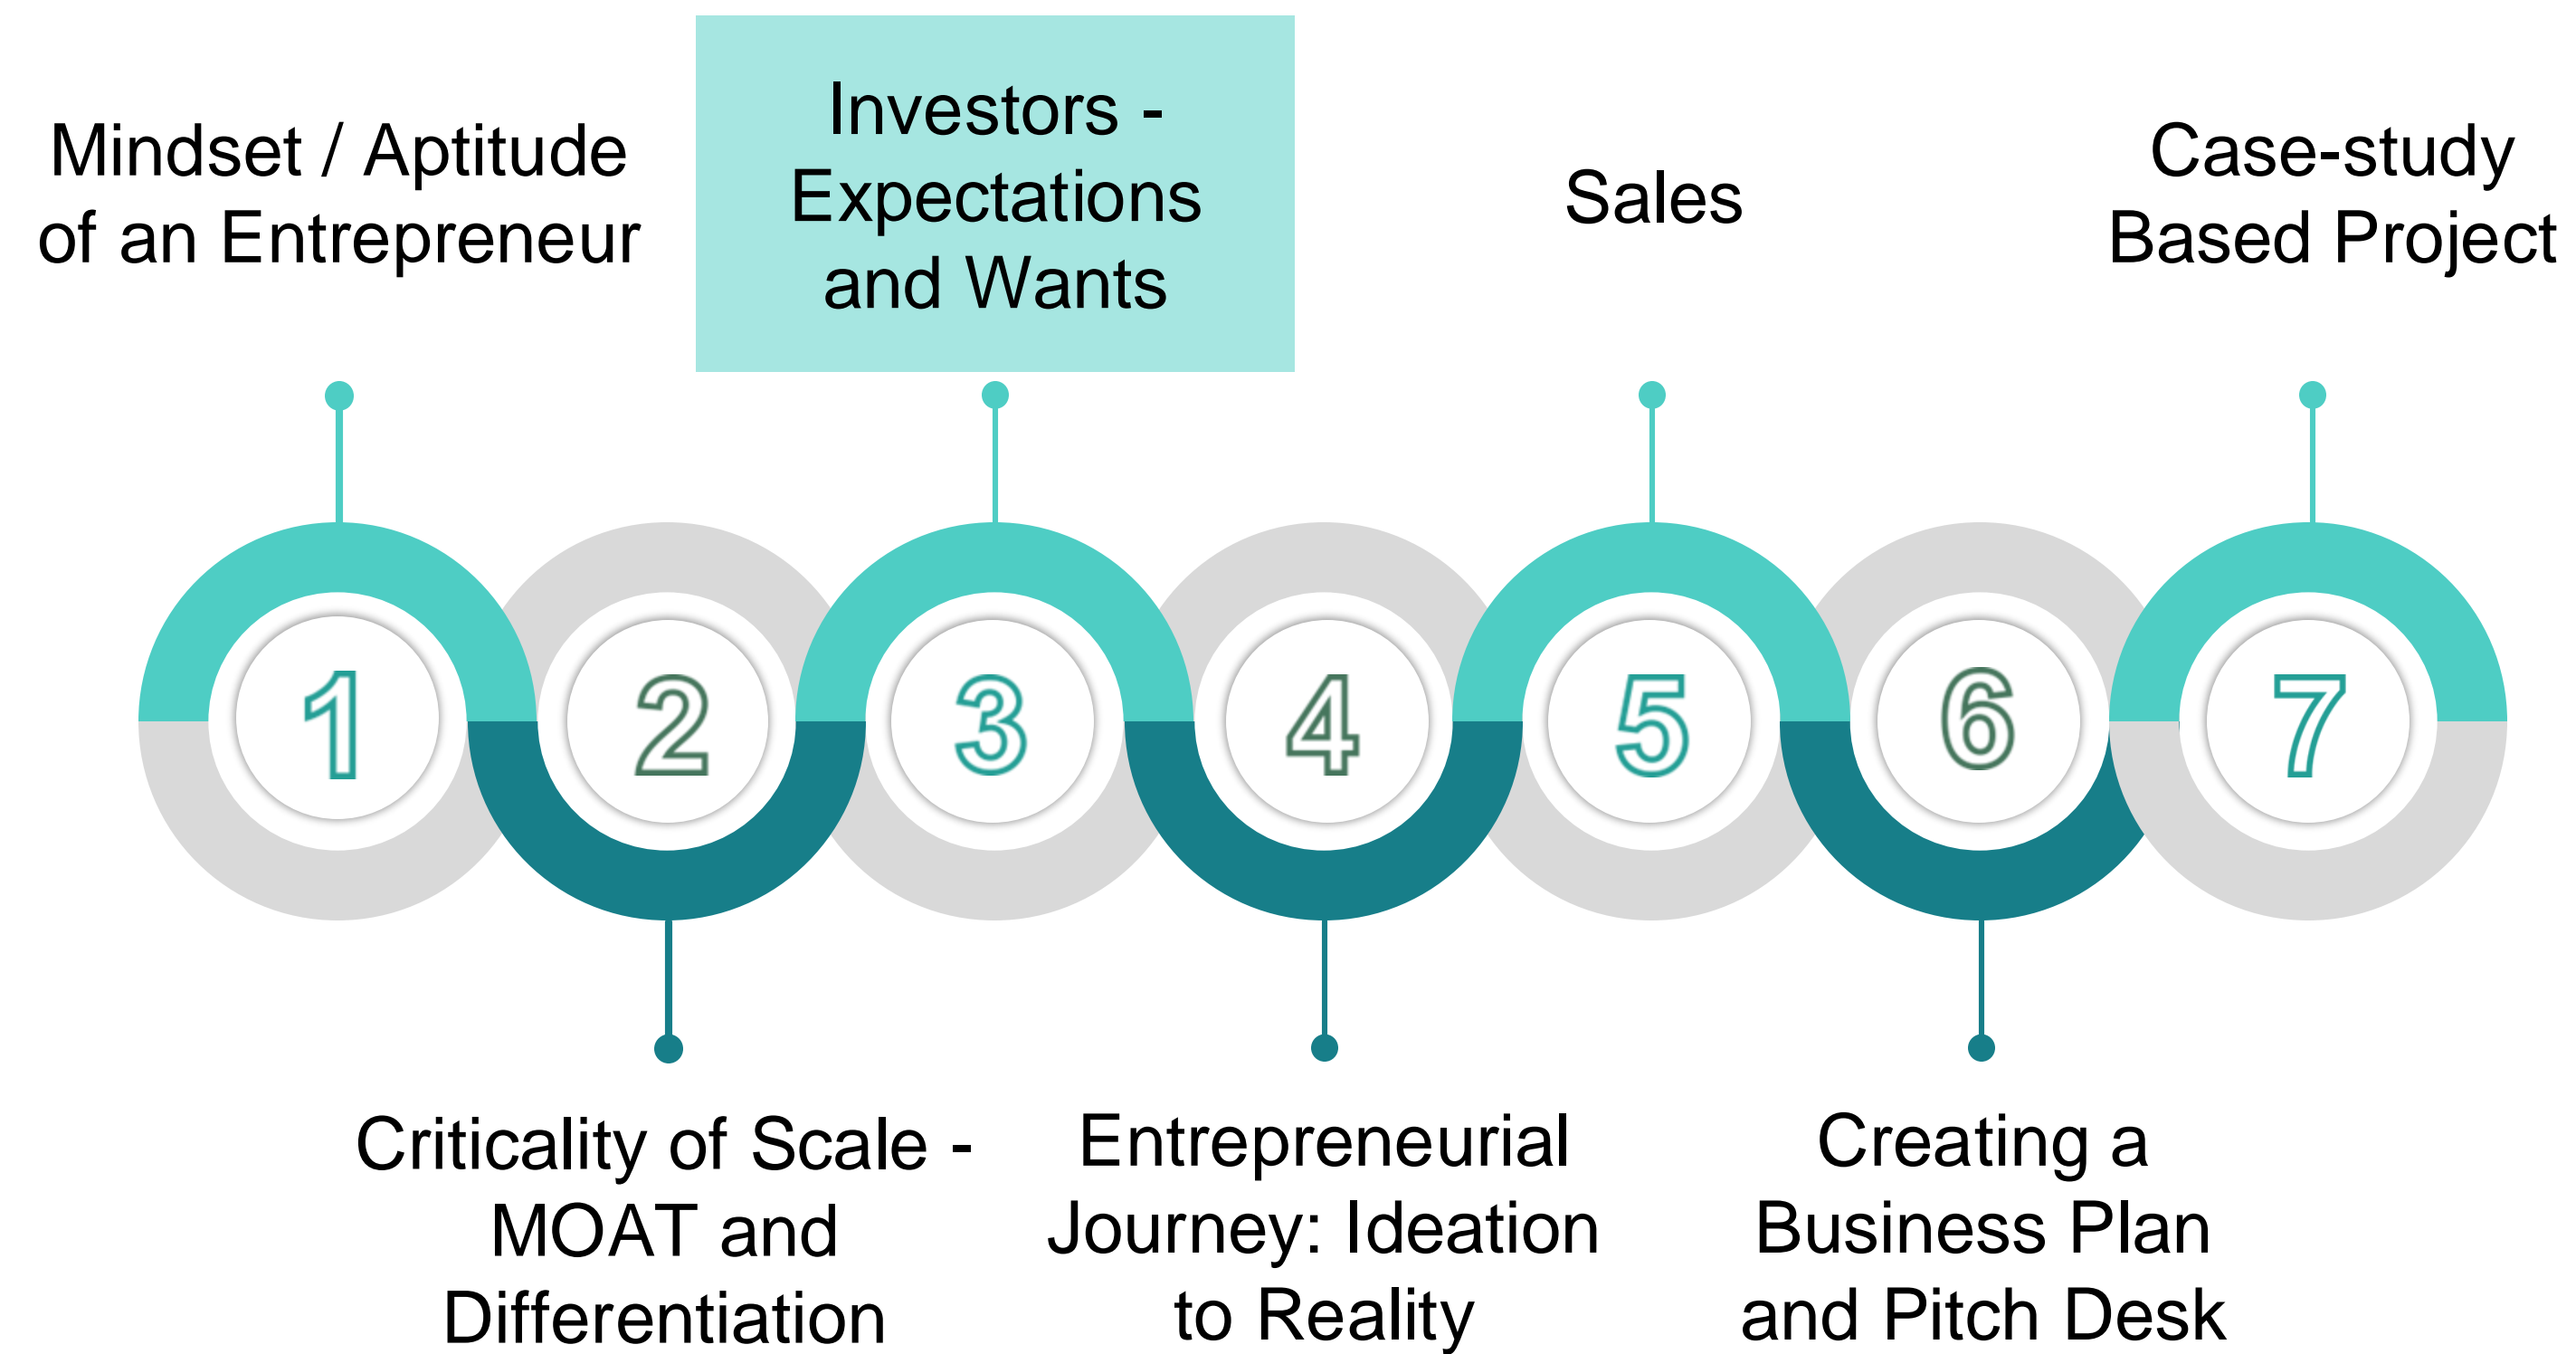 Mindset / Aptitude
of an Entrepreneur
Investors -
Expectations
and Wants
Sales
Case-study
Based Project
1
2
3
4
5
6
7
Criticality of Scale -
MOAT and
Differentiation
Entrepreneurial
Journey: Ideation
to Reality
Creating a
Business Plan
and Pitch Desk